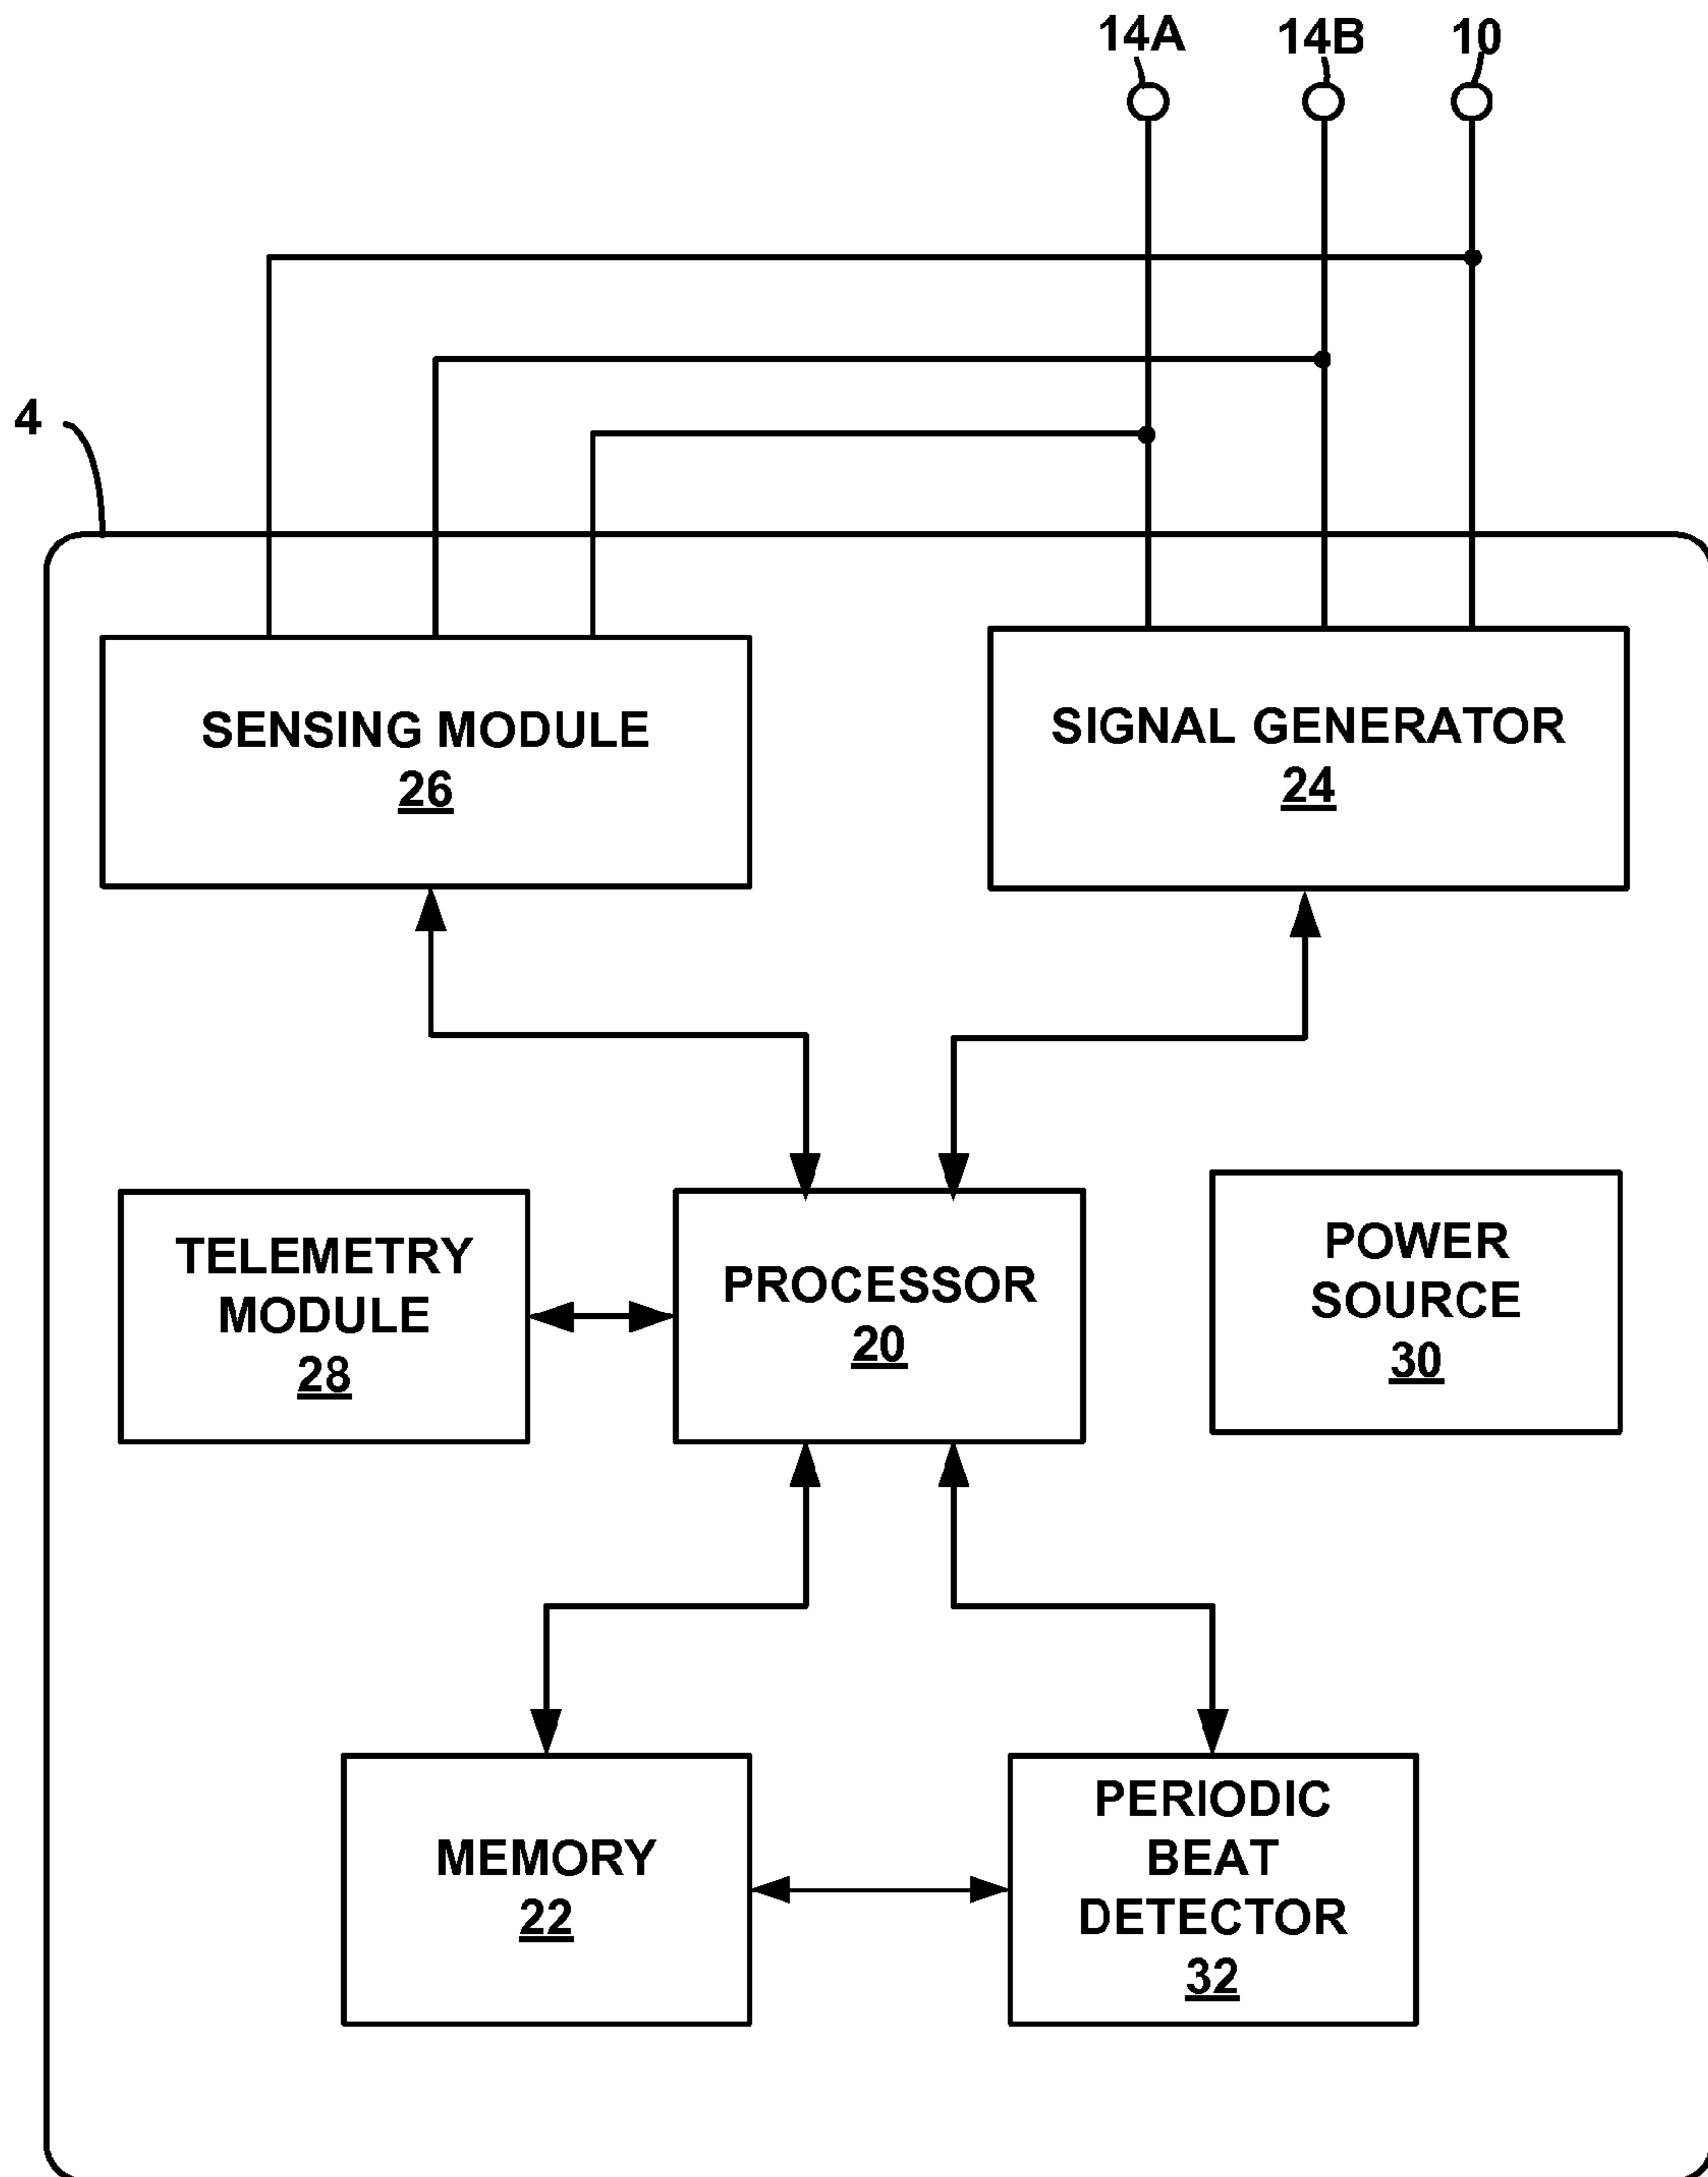 14A
14B
10
4
SENSING MODULE
26
SIGNAL GENERATOR
24
TELEMETRY
MODULE
28
PROCESSOR
20
POWER
SOURCE
30
MEMORY
22
PERIODIC
BEAT
DETECTOR
32